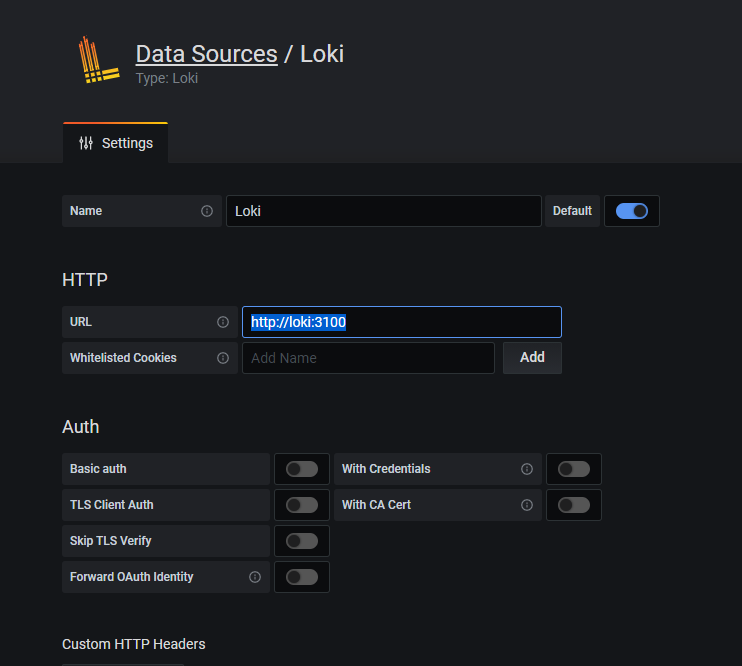 Data Sources / Loki
Type: Loki
Settings
Name
Loki
Default
HTTP
URL
http://loki:3100
Whitelisted Cookies
Add Name
Add
Auth
Basic auth
With Credentials
TLS Client Auth
With CA Cert
Skip TLS Verify
Forward OAuth Identity
Custom HTTP Headers